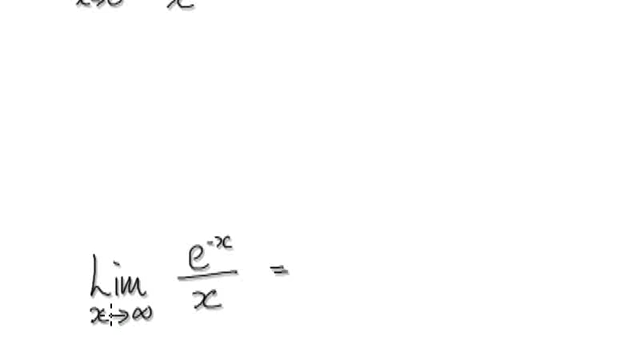 Lim e^-x / x =
x→∞